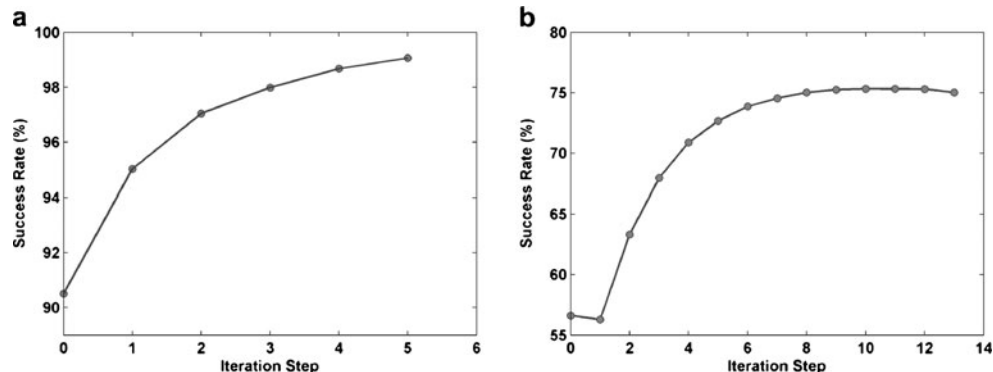 a
100
98
96
94
92
90
Success Rate (%)
0 1 2 3 4 5 6
Iteration Step
b
80
75
70
65
60
55
Success Rate (%)
0 2 4 6 8 10 12 14
Iteration Step